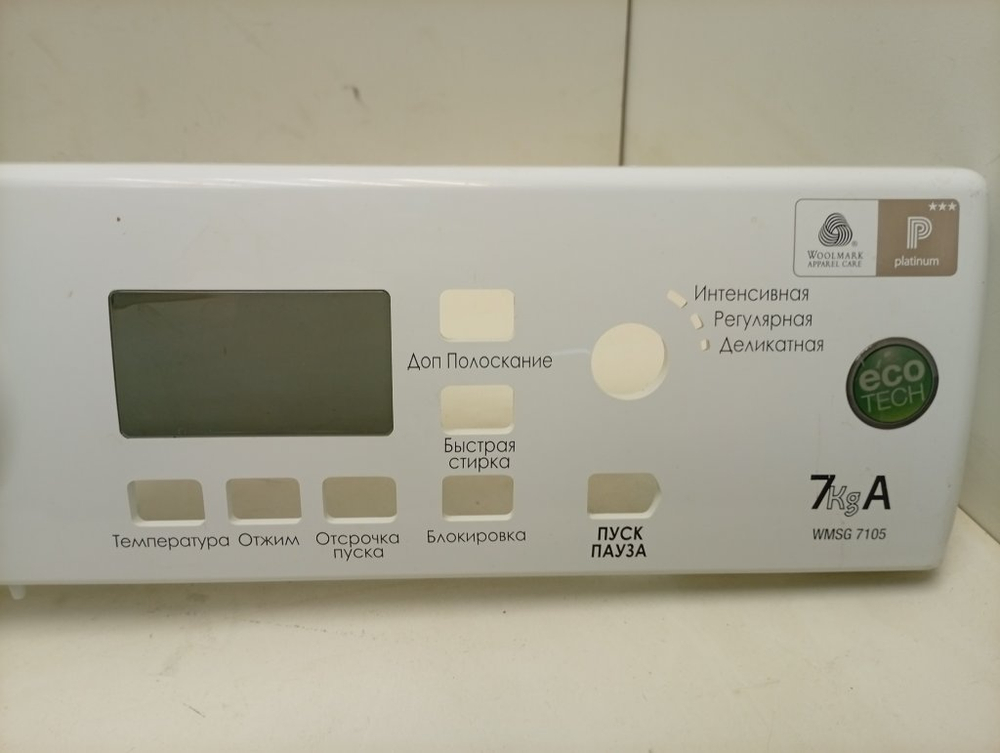 WOOLMARK
APPAREL CARE
P
platinum
Интенсивная
Регулярная
Деликатная
Доп Полоскание
eco
TECH
Быстрая
стирка
7KgA
WMSG 7105
Температура
Отжим
Отсрочка
пуска
Блокировка
ПУСК
ПАУЗА